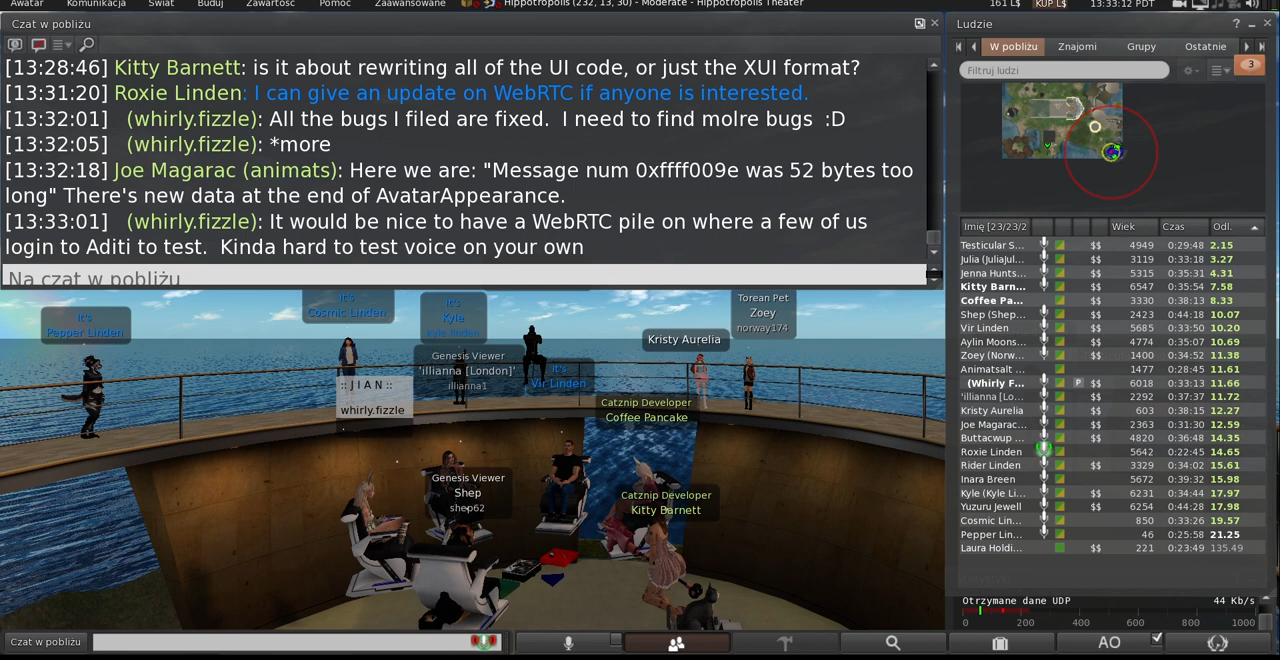 Awatar Komunikacja Świat Buduj Zawartość Pomoc Zaawansowane Hippotropolis (232, 13, 30) - Moderate - Hippotropolis Theater 161 L$ KUP L$ 13:33:12 PDT
Czat w pobliżu
[13:28:46] Kitty Barnett: is it about rewriting all of the UI code, or just the XUI format?
[13:31:20] Roxie Linden: I can give an update on WebRTC if anyone is interested.
[13:32:01] (whirly.fizzle): All the bugs I filed are fixed. I need to find molre bugs :D
[13:32:05] (whirly.fizzle): *more
[13:32:18] Joe Magarac (animats): Here we are: "Message num 0xffff009e was 52 bytes too
long" There's new data at the end of AvatarAppearance.
[13:33:01] (whirly.fizzle): It would be nice to have a WebRTC pile on where a few of us
login to Aditi to test. Kinda hard to test voice on your own
Na czat w pobliżu
It's
Pepper Linden
It's
Cosmic Linden
It's
Kyle
kyle linden
Torean Pet
Zoey
norway174
Kristy Aurelia
Genesis Viewer
'illianna [London]'
illianna1
It's
Vir Linden
:: J I A N ::
whirly.fizzle
Catznip Developer
Coffee Pancake
Genesis Viewer
Shep
shep62
Catznip Developer
Kitty Barnett
Czat w pobliżu
Ludzie
? _ ×
W pobliżu Znajomi Grupy Ostatnie
Filtruj ludzi
3
Imię [23/23/2 Wiek Czas Odl.
Testicular S... $$ 4949 0:29:48 2.15
Julia (JuliaJul... $$ 3119 0:33:18 3.27
Jenna Hunts... $$ 5315 0:35:31 4.31
Kitty Barn... $$ 6547 0:35:54 7.58
Coffee Pa... $$ 3330 0:38:13 8.33
Shep (Shep... $$ 2423 0:44:18 10.07
Vir Linden $$ 5685 0:33:50 10.20
Aylin Moons... $$ 4774 0:35:07 10.69
Zoey (Norw... $$ 1400 0:34:52 11.38
Animatsalt ... 1477 0:28:45 11.61
(Whirly F... P $$ 6018 0:33:13 11.66
'illianna [Lo... $$ 2292 0:37:37 11.72
Kristy Aurelia $$ 603 0:38:15 12.27
Joe Magarac... $$ 2363 0:31:30 12.59
Buttacwup ... $$ 4820 0:36:48 14.35
Roxie Linden 5642 0:22:45 14.65
Rider Linden $$ 3329 0:34:02 15.61
Inara Breen 5672 0:39:32 15.98
Kyle (Kyle Li... $$ 6231 0:34:44 17.97
Yuzuru Jewell $$ 6254 0:44:28 17.98
Cosmic Lin... 850 0:33:26 19.57
Pepper Lin... 46 0:25:58 21.25
Laura Holdi... $$ 221 0:23:49 135.49
Otrzymane dane UDP 44 Kb/s
0 200 400 600 800 1000
AO